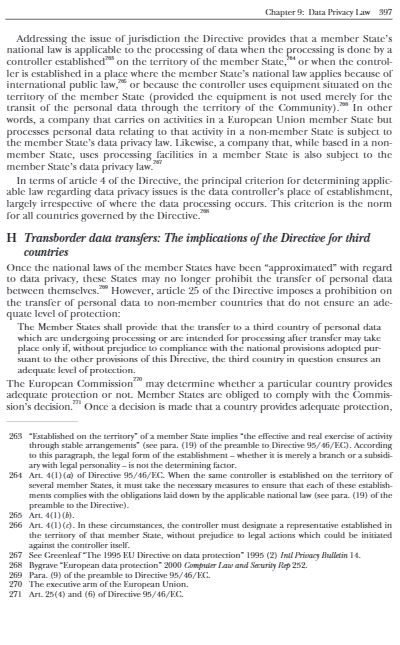 Chapter 9: Data Privacy Law 397
Addressing the issue of jurisdiction the Directive provides that a member State's
national law is applicable to the processing of data when the processing is done by a
controller established263 on the territory of the member State,264 or when the control-
ler is established in a place where the member State's national law applies because of
international public law,265 or because the controller uses equipment situated on the
territory of the member State (provided the equipment is not used merely for the
transit of the personal data through the territory of the Community).266 In other
words, a company that carries on activities in a European Union member State but
processes personal data relating to that activity in a non-member State is subject to
the member State's data privacy law. Likewise, a company that, while based in a non-
member State, uses processing facilities in a member State is also subject to the
member State's data privacy law.267
In terms of article 4 of the Directive, the principal criterion for determining applic-
able law regarding data privacy issues is the data controller's place of establishment,
largely irrespective of where the data processing occurs. This criterion is the norm
for all countries governed by the Directive.268
H Transborder data transfers: The implications of the Directive for third
countries
Once the national laws of the member States have been "approximated" with regard
to data privacy, these States may no longer prohibit the transfer of personal data
between themselves.269 However, article 25 of the Directive imposes a prohibition on
the transfer of personal data to non-member countries that do not ensure an ade-
quate level of protection:
The Member States shall provide that the transfer to a third country of personal data
which are undergoing processing or are intended for processing after transfer may take
place only if, without prejudice to compliance with the national provisions adopted pur-
suant to the other provisions of this Directive, the third country in question ensures an
adequate level of protection.
The European Commission270 may determine whether a particular country provides
adequate protection or not. Member States are obliged to comply with the Commis-
sion's decision.271 Once a decision is made that a country provides adequate protection,
263 "Established on the territory" of a member State implies "the effective and real exercise of activity
through stable arrangements" (see para. (19) of the preamble to Directive 95/46/EC). According
to this paragraph, the legal form of the establishment – whether it is merely a branch or a subsidi-
ary with legal personality – is not the determining factor.
264 Art. 4(1)(a) of Directive 95/46/EC. When the same controller is established on the territory of
several member States, it must take the necessary measures to ensure that each of these establish-
ments complies with the obligations laid down by the applicable national law (see para. (19) of the
preamble to the Directive).
265 Art. 4(1)(b).
266 Art. 4(1)(c). In these circumstances, the controller must designate a representative established in
the territory of that member State, without prejudice to legal actions which could be initiated
against the controller itself.
267 See Greenleaf "The 1995 EU Directive on data protection" 1995 (2) Intl Privacy Bulletin 14.
268 Bygrave "European data protection" 2000 Computer Law and Security Rep 252.
269 Para. (9) of the preamble to Directive 95/46/EC.
270 The executive arm of the European Union.
271 Art. 25(4) and (6) of Directive 95/46/EC.